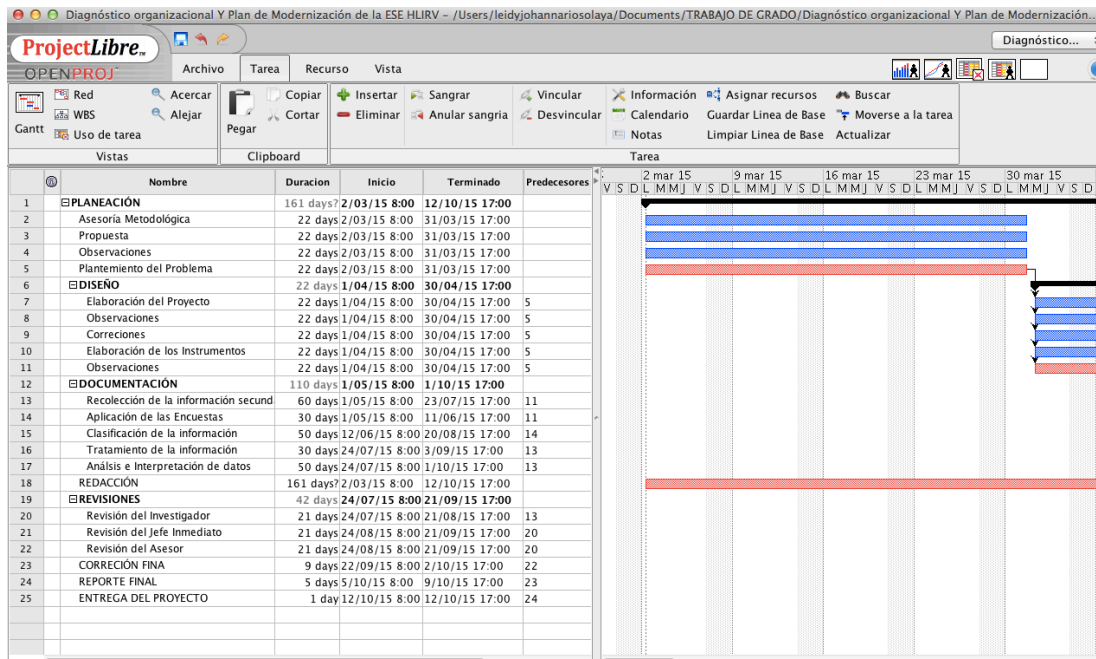 Diagnóstico organizacional Y Plan de Modernización de la ESE HLIRV - /Users/leidyjohannariosolaya/Documents/TRABAJO DE GRADO/Diagnóstico organizacional Y Plan de Modernización...
ProjectLibre™
OPENPROJ
Diagnóstico...
Archivo Tarea Recurso Vista
Red Acercar Copiar Insertar Sangrar Vincular Información Asignar recursos Buscar
WBS Alejar Cortar Eliminar Anular sangria Desvincular Calendario Guardar Linea de Base Moverse a la tarea
Gantt Uso de tarea Pegar Notas Limpiar Linea de Base Actualizar
Vistas Clipboard Tarea
Nombre Duracion Inicio Terminado Predecesores
2 mar 15 9 mar 15 16 mar 15 23 mar 15 30 mar 15
V S D L M M J V S D L M M J V S D L M M J V S D L M M J V S D L M M J V S D
1 PLANEACIÓN 161 days? 2/03/15 8:00 12/10/15 17:00
2 Asesoría Metodológica 22 days 2/03/15 8:00 31/03/15 17:00
3 Propuesta 22 days 2/03/15 8:00 31/03/15 17:00
4 Observaciones 22 days 2/03/15 8:00 31/03/15 17:00
5 Plantemiento del Problema 22 days 2/03/15 8:00 31/03/15 17:00
6 DISEÑO 22 days 1/04/15 8:00 30/04/15 17:00
7 Elaboración del Proyecto 22 days 1/04/15 8:00 30/04/15 17:00 5
8 Observaciones 22 days 1/04/15 8:00 30/04/15 17:00 5
9 Correciones 22 days 1/04/15 8:00 30/04/15 17:00 5
10 Elaboración de los Instrumentos 22 days 1/04/15 8:00 30/04/15 17:00 5
11 Observaciones 22 days 1/04/15 8:00 30/04/15 17:00 5
12 DOCUMENTACIÓN 110 days 1/05/15 8:00 1/10/15 17:00
13 Recolección de la información secund 60 days 1/05/15 8:00 23/07/15 17:00 11
14 Aplicación de las Encuestas 30 days 1/05/15 8:00 11/06/15 17:00 11
15 Clasificación de la información 50 days 12/06/15 8:00 20/08/15 17:00 14
16 Tratamiento de la información 30 days 24/07/15 8:00 3/09/15 17:00 13
17 Análsis e Interpretación de datos 50 days 24/07/15 8:00 1/10/15 17:00 13
18 REDACCIÓN 161 days? 2/03/15 8:00 12/10/15 17:00
19 REVISIONES 42 days 24/07/15 8:00 21/09/15 17:00
20 Revisión del Investigador 21 days 24/07/15 8:00 21/08/15 17:00 13
21 Revisión del Jefe Inmediato 21 days 24/08/15 8:00 21/09/15 17:00 20
22 Revisión del Asesor 21 days 24/08/15 8:00 21/09/15 17:00 20
23 CORRECIÓN FINA 9 days 22/09/15 8:00 2/10/15 17:00 22
24 REPORTE FINAL 5 days 5/10/15 8:00 9/10/15 17:00 23
25 ENTREGA DEL PROYECTO 1 day 12/10/15 8:00 12/10/15 17:00 24